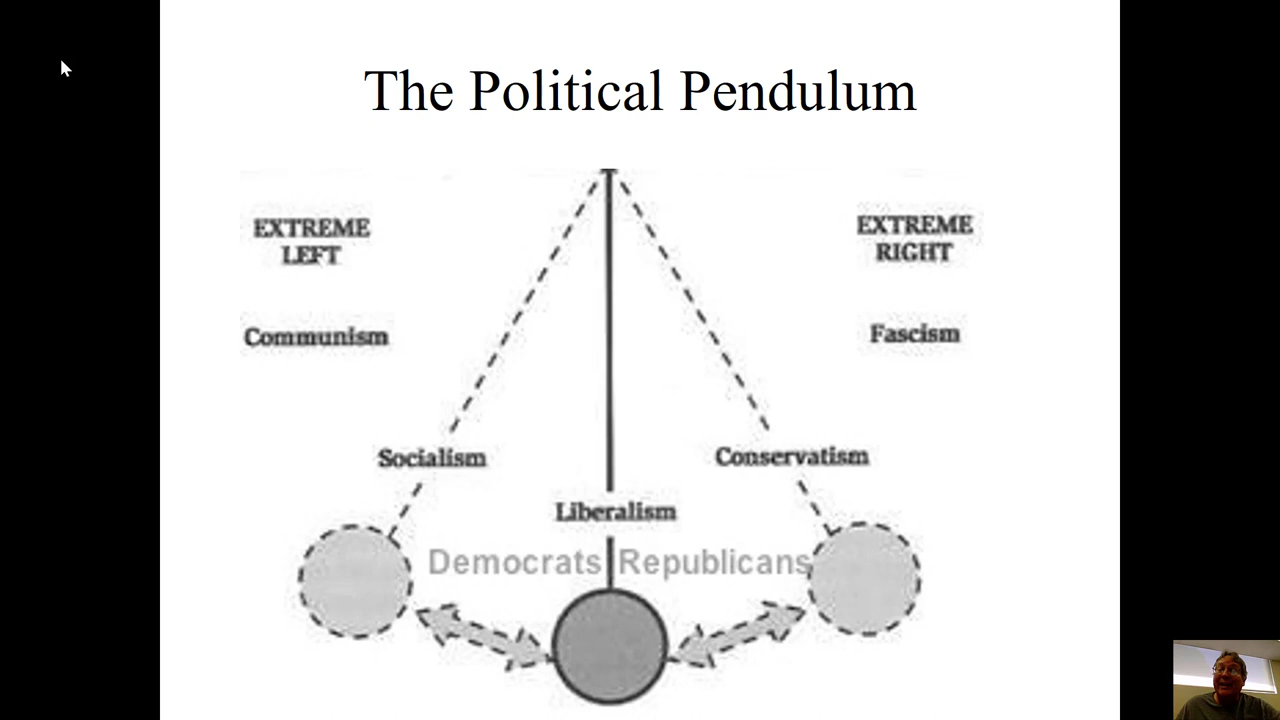 The Political Pendulum
EXTREME
LEFT
EXTREME
RIGHT
Communism
Fascism
Socialism
Conservatism
Liberalism
Democrats Republicans